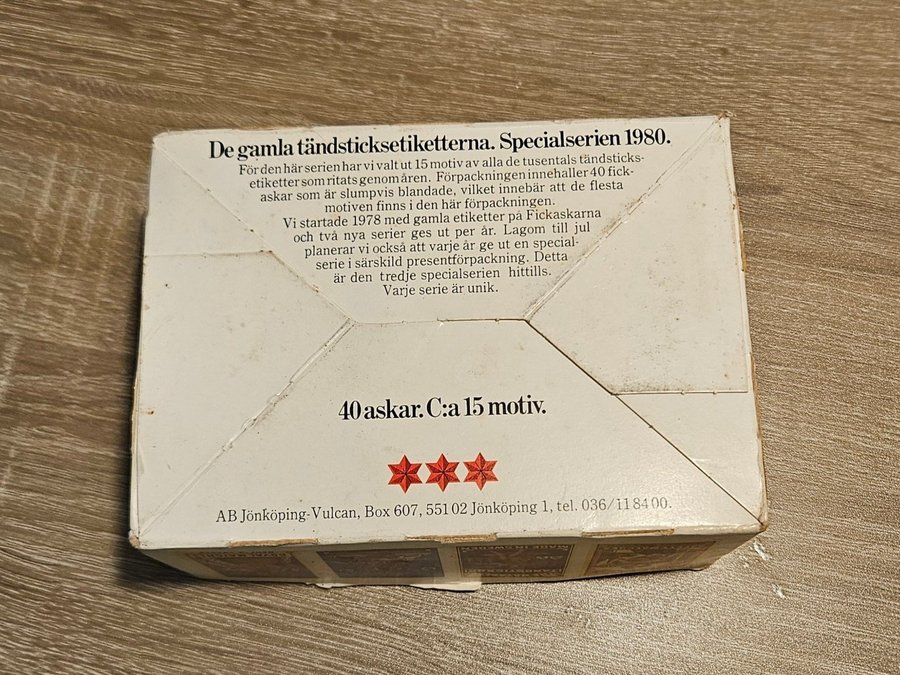 De gamla tändsticksetiketterna. Specialserien 1980.
För den här serien har vi valt ut 15 motiv av alla de tusentals tändsticks-
etiketter som ritats genom åren. Förpackningen innehaller 40 fick-
askar som är slumpvis blandade, vilket innebär att de flesta
motiven finns i den här förpackningen.
Vi startade 1978 med gamla etiketter på Fickaskarna
och två nya serier ges ut per år. Lagom till jul
planerar vi också att varje år ge ut en special-
serie i särskild presentförpackning. Detta
är den tredje specialserien hittills.
Varje serie är unik.
40 askar. C:a 15 motiv.
AB Jönköping-Vulcan, Box 607, 551 02 Jönköping 1, tel. 036/11 84 00.